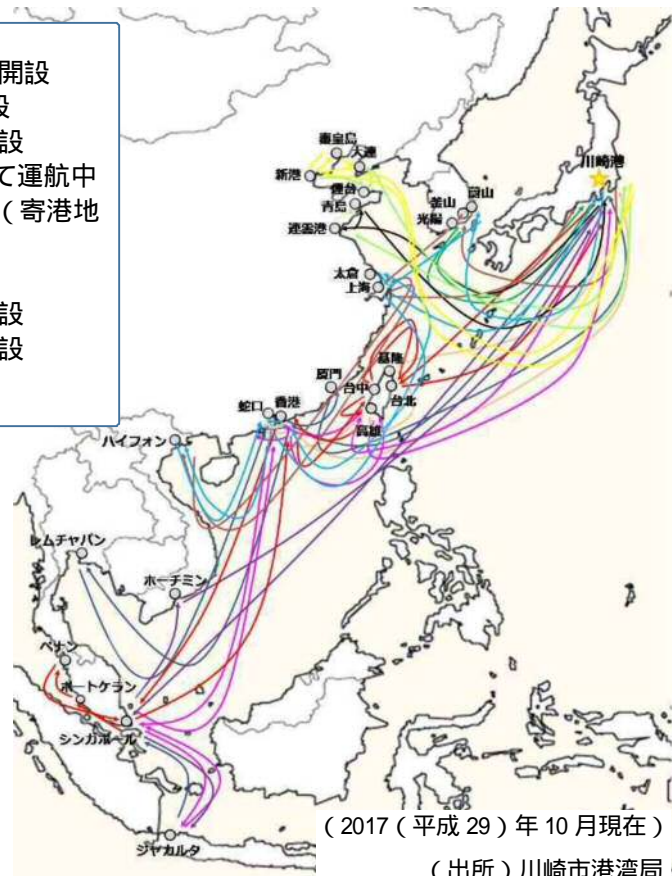 開設
設
設
て運航中
（寄港地
設
設
秦皇島
大連
新港
煙台
青島
連雲港
川崎港
釜山
蔚山
光陽
太倉
上海
基隆
厦門
台中
台北
蛇口
香港
高雄
ハイフォン
レムチャバン
ホーチミン
ペナン
ポートケラン
シンガポール
ジャカルタ
（2017（平成 29）年 10 月現在）
（出所）川崎市港湾局